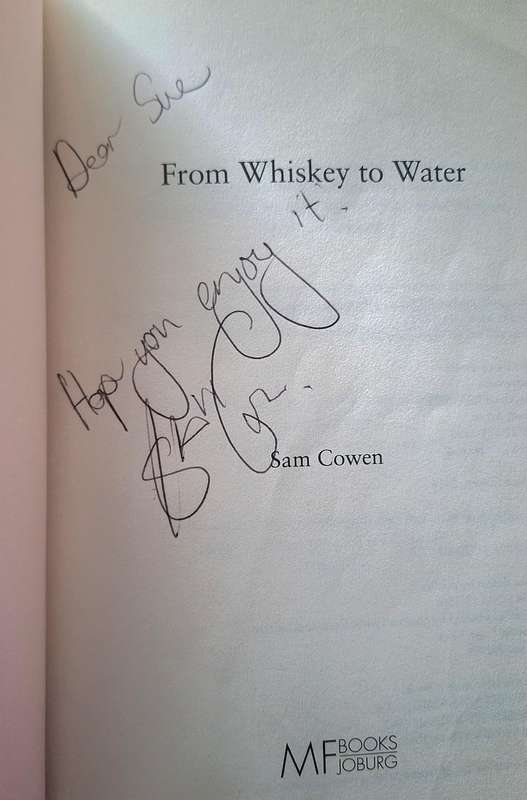 Dear Sue
From Whiskey to Water
Hope you enjoy it.
Sam Cowen
MF BOOKS
JOBURG